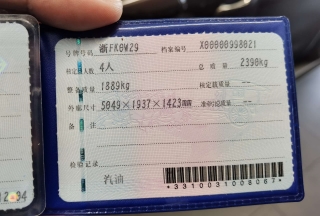 号牌号码 浙FK0WZ9 档案编号 X00000998021
核定载人数 4人 总质量 2390kg
整备质量 1889kg 核定载质量 --
外廓尺寸 5049×1937×1423mm 准牵引总质量 --
备注
检验记录
汽油
*3310031008067*